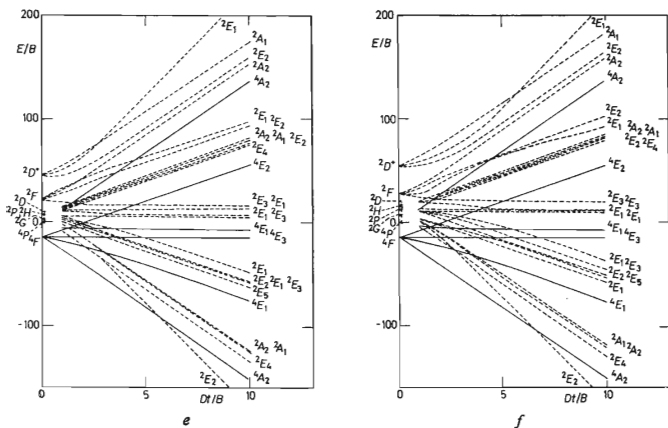 200
E/B
100
0
-100
²E₁
²A₁
²E₂
²A₂
⁴A₂
²E₁ ²E₂
²A₂ ²A₁ ²E₂
²E₄
⁴E₂
²E₃ ²E₁
²E₁ ²E₃
⁴E₁ ⁴E₃
²E₁
²E₂ ²E₁ ²E₃
²E₅
⁴E₁
²A₂ ²A₁
²E₄
⁴A₂
²E₂
²D*
²F
²D
²P ²H
²G
⁴P
⁴F
0 5 10
Dt/B
e
200
E/B
100
0
-100
²E₁
²A₁
²E₂
²A₂
⁴A₂
²E₂
²E₁ ²A₂ ²A₁
²E₂ ²E₄
⁴E₂
²E₃ ²E₃
²E₁ ²E₁
⁴E₁ ⁴E₃
²E₁ ²E₃
²E₂ ²E₅
²E₁
⁴E₁
²A₁ ²A₂
²E₄
⁴A₂
²E₂
²D*
²F
²D
²H
²G ⁴P
⁴F
0 5 10
Dt/B
f